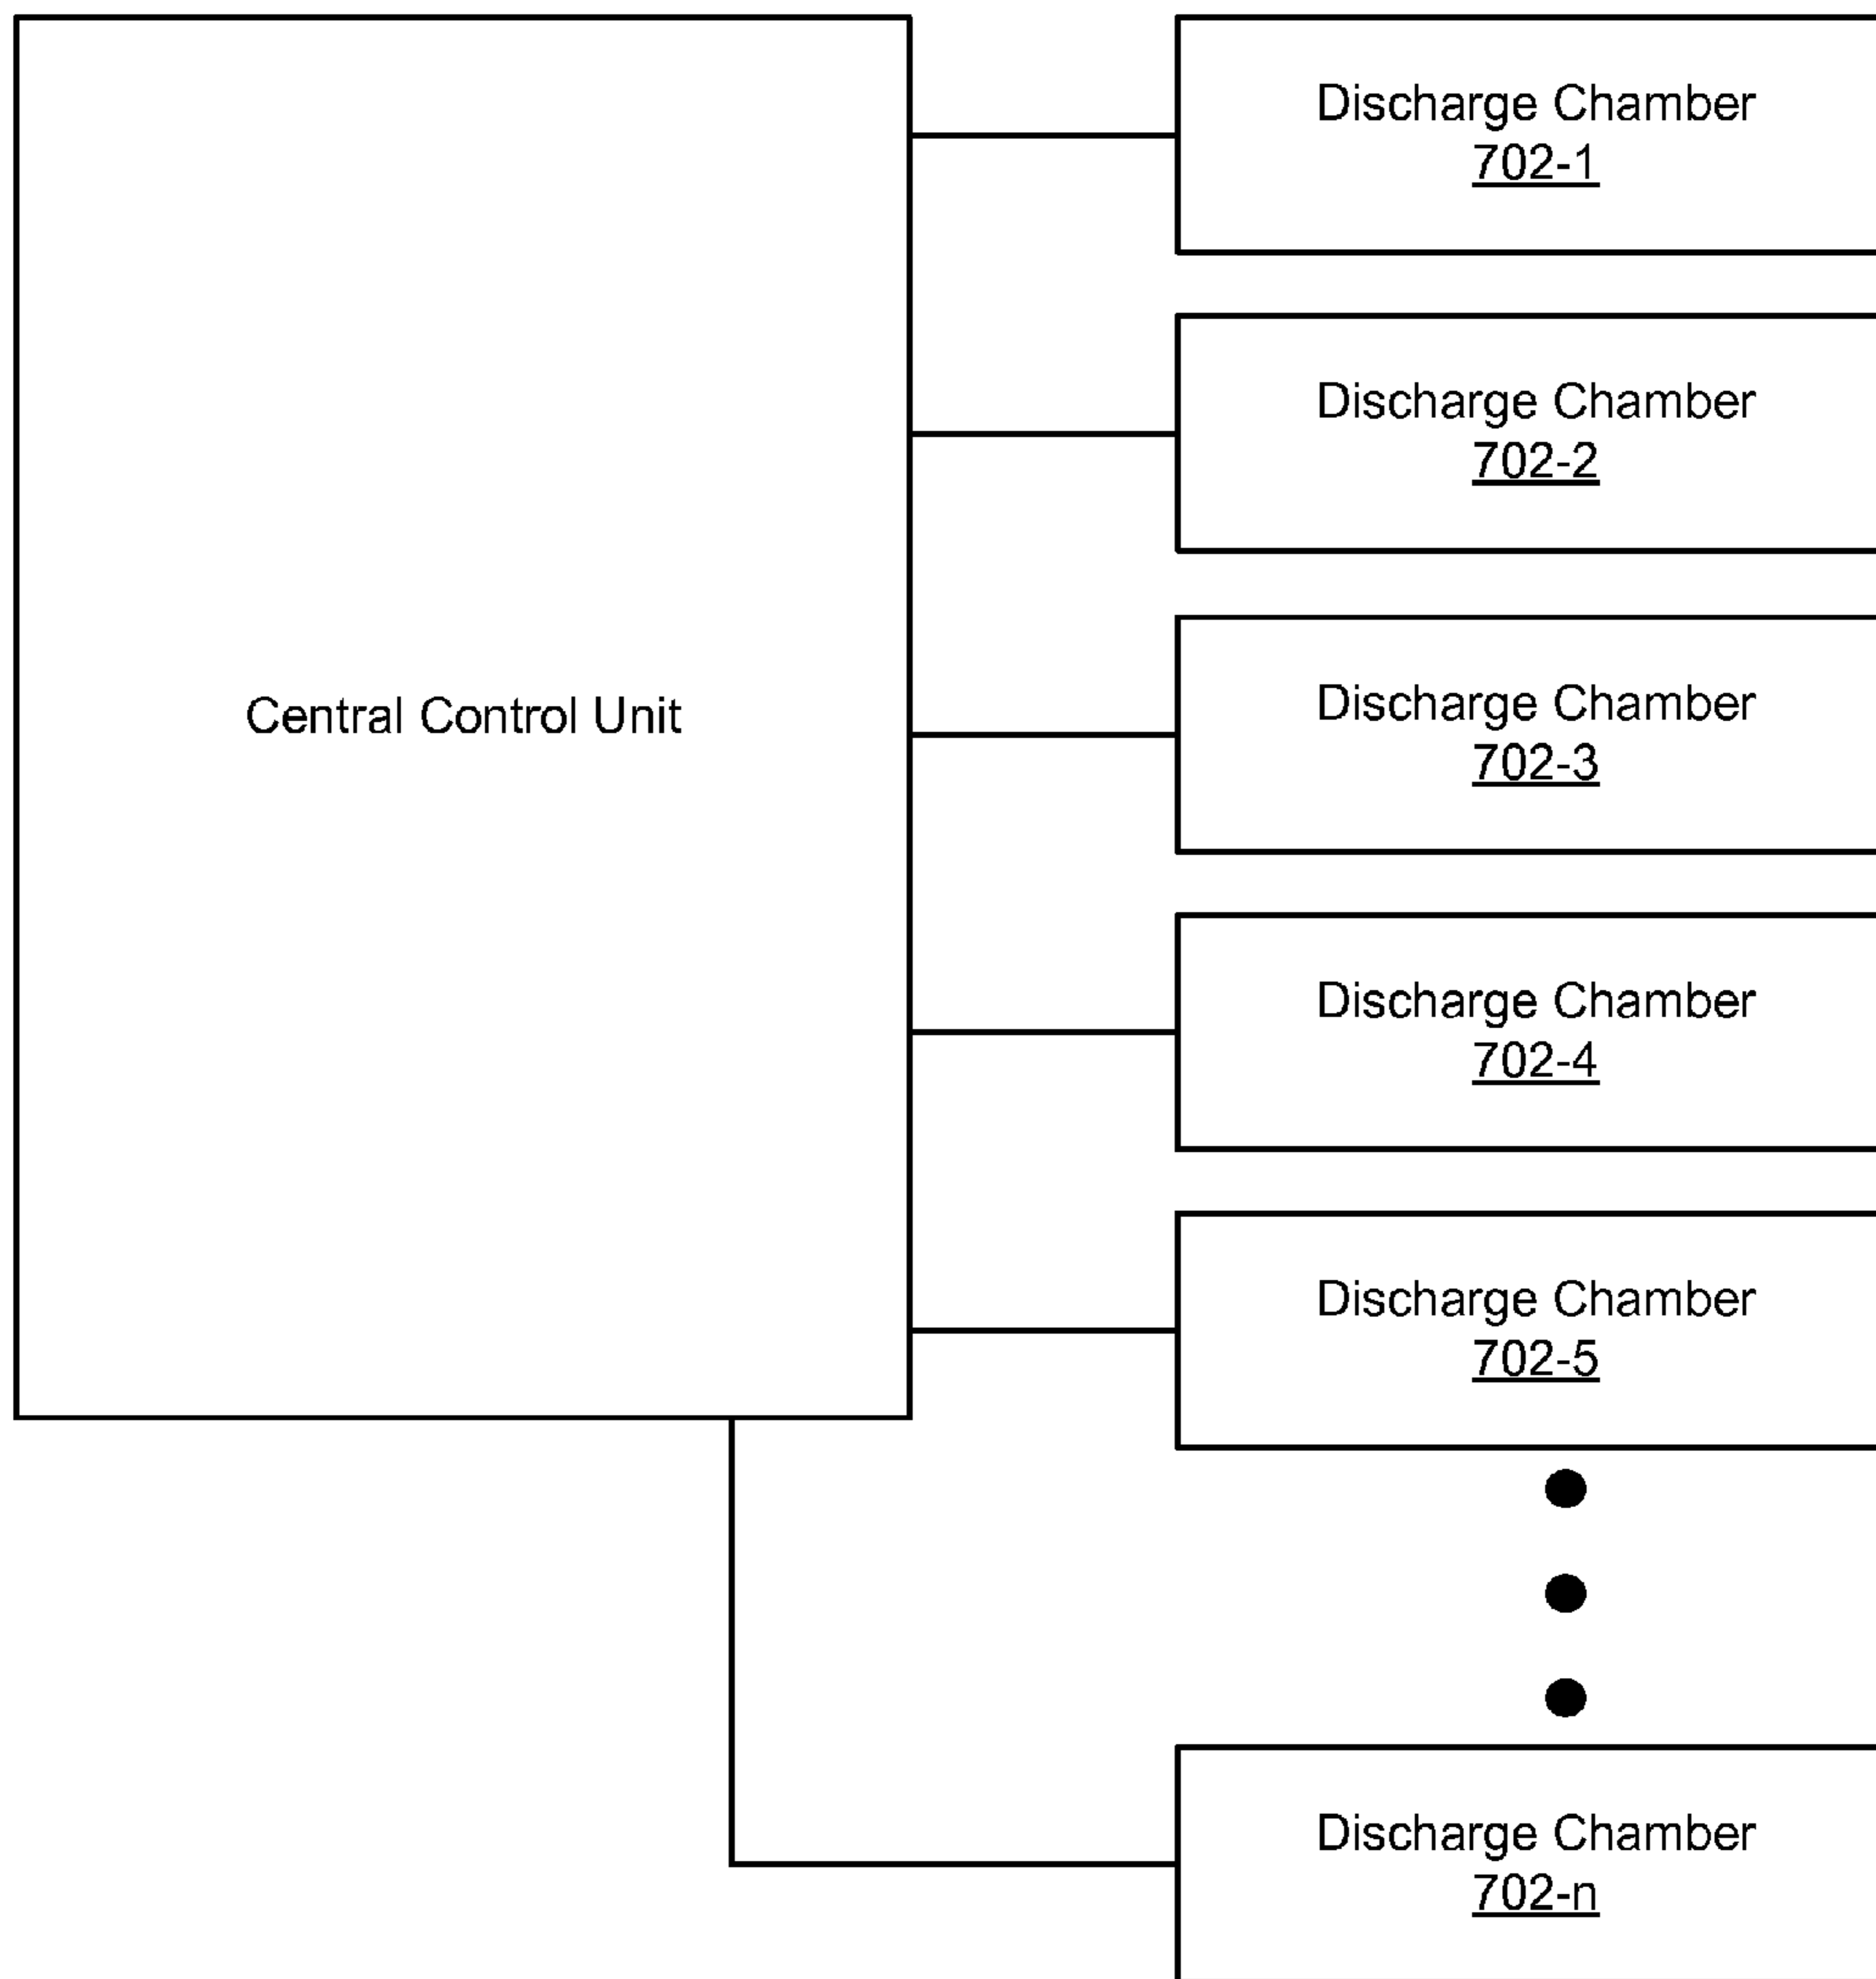 Discharge Chamber
702-1
Discharge Chamber
702-2
Central Control Unit
Discharge Chamber
702-3
Discharge Chamber
702-4
Discharge Chamber
702-5
Discharge Chamber
702-n